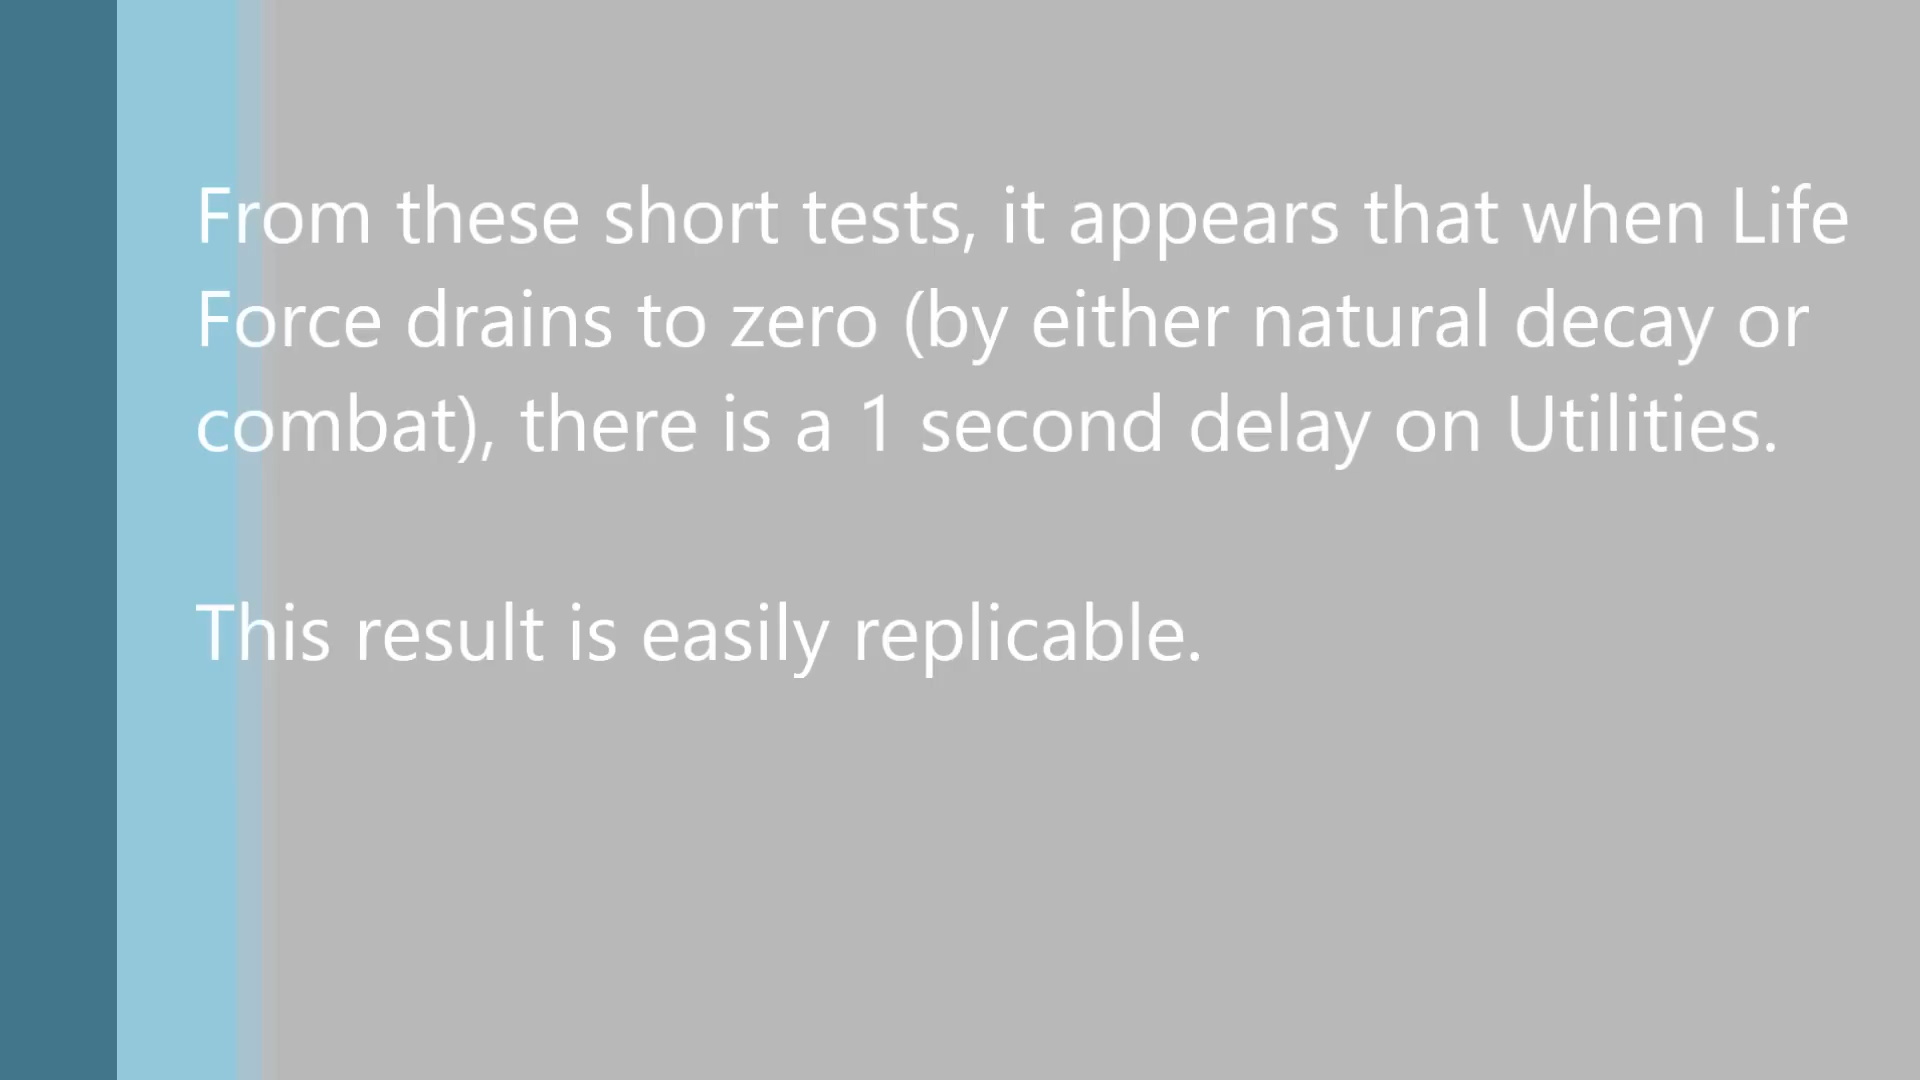 From these short tests, it appears that when Life
Force drains to zero (by either natural decay or
combat), there is a 1 second delay on Utilities.
This result is easily replicable.